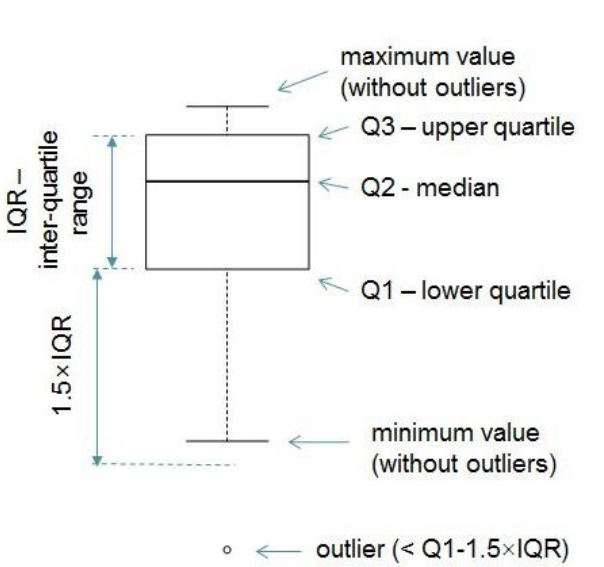 maximum value
(without outliers)
Q3 – upper quartile
IQR –
inter-quartile
range
Q2 - median
Q1 – lower quartile
1.5×IQR
minimum value
(without outliers)
outlier (< Q1-1.5×IQR)